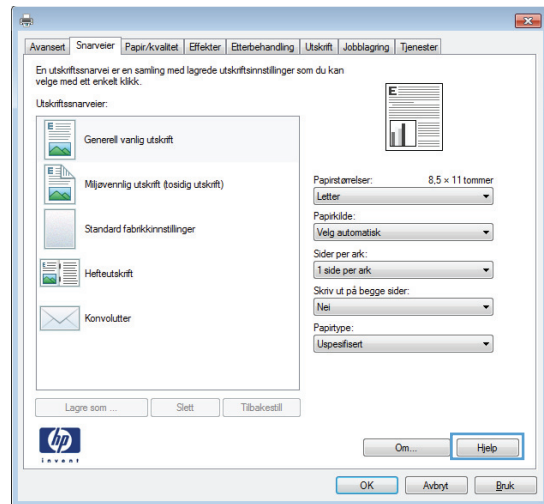 Avansert Snarveier Papir/kvalitet Effekter Etterbehandling Utskrift Jobblagring Tjenester
En utskriftssnarvei er en samling med lagrede utskriftsinnstillinger som du kan
velge med ett enkelt klikk.
Utskriftssnarveier:
Generell vanlig utskrift
Miljøvennlig utskrift (tosidig utskrift)
Standard fabrikkinnstillinger
Hefteutskrift
Konvolutter
E
Papirstørrelser: 8,5 × 11 tommer
Letter
Papirkilde:
Velg automatisk
Sider per ark:
1 side per ark
Skriv ut på begge sider:
Nei
Papirtype:
Uspesifisert
Lagre som ... Slett Tilbakestill
hp
invent
Om... Hjelp
OK Avbryt Bruk